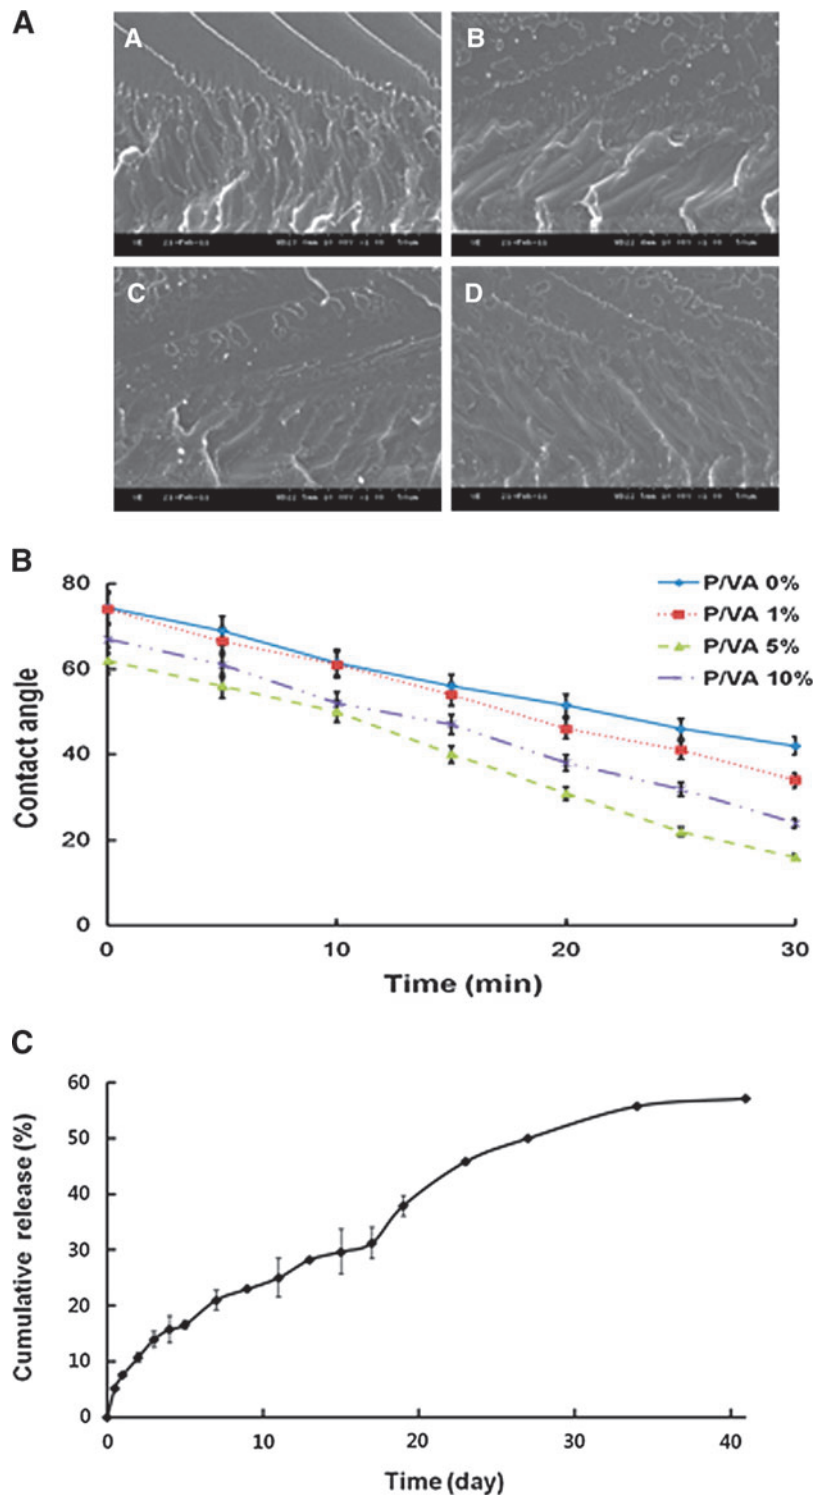 A
A
B
C
D
B
80
60
40
20
0
0
10
20
30
Contact angle
Time (min)
P/VA 0%
P/VA 1%
P/VA 5%
P/VA 10%
C
60
50
40
30
20
10
0
0
10
20
30
40
Cumulative release (%)
Time (day)